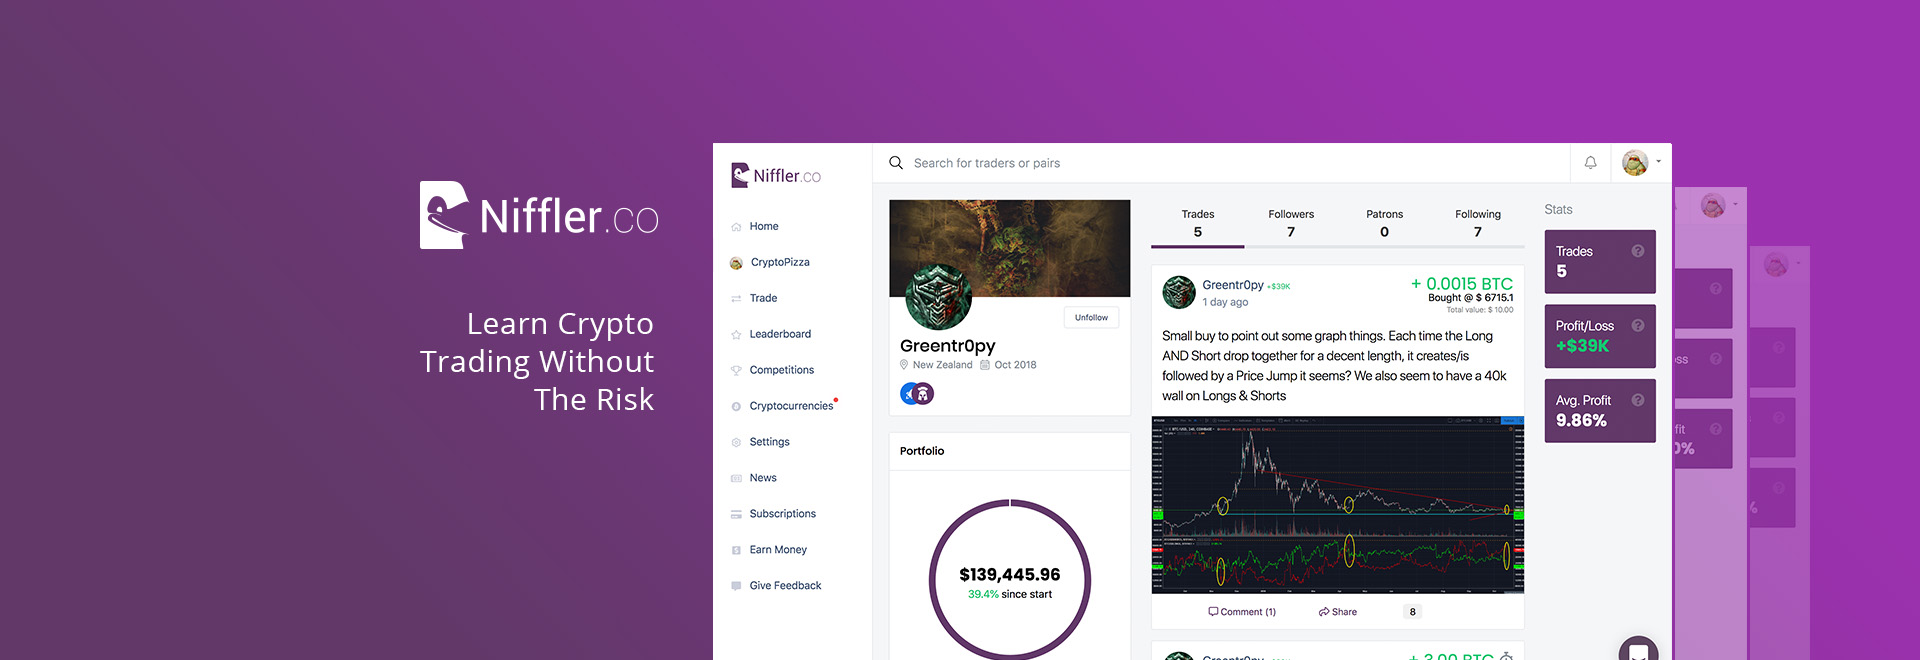 Niffler.co
Learn Crypto
Trading Without
The Risk
Niffler.co
Search for traders or pairs
Home
CryptoPizza
Trade
Leaderboard
Competitions
Cryptocurrencies
Settings
News
Subscriptions
Earn Money
Give Feedback
Unfollow
Greentr0py
New Zealand Oct 2018
Portfolio
$139,445.96
39.4% since start
Trades Followers Patrons Following
5 7 0 7
Greentr0py +$39K
1 day ago
+ 0.0015 BTC
Bought @ $ 6715.1
Total value: $ 10.00
Small buy to point out some graph things. Each time the Long
AND Short drop together for a decent length, it creates/is
followed by a Price Jump it seems? We also seem to have a 40k
wall on Longs & Shorts
Comment (1) Share 8
Greentr0py
+ 3.00 BTC
Stats
Trades ?
5
Profit/Loss ?
+$39K
Avg. Profit ?
9.86%
?
ss ?
fit ?
0%
?
?
?
%